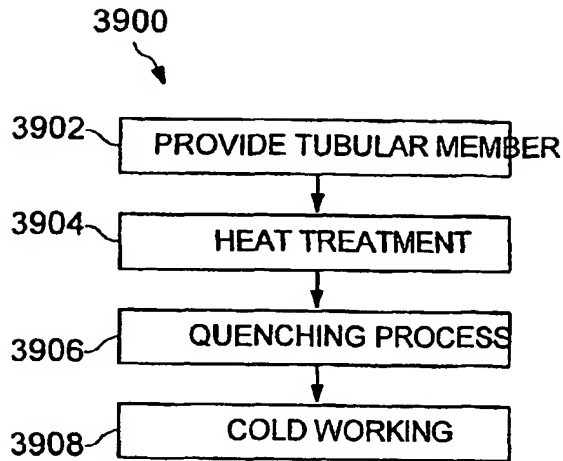 3900
3902 PROVIDE TUBULAR MEMBER
3904 HEAT TREATMENT
3906 QUENCHING PROCESS
3908 COLD WORKING